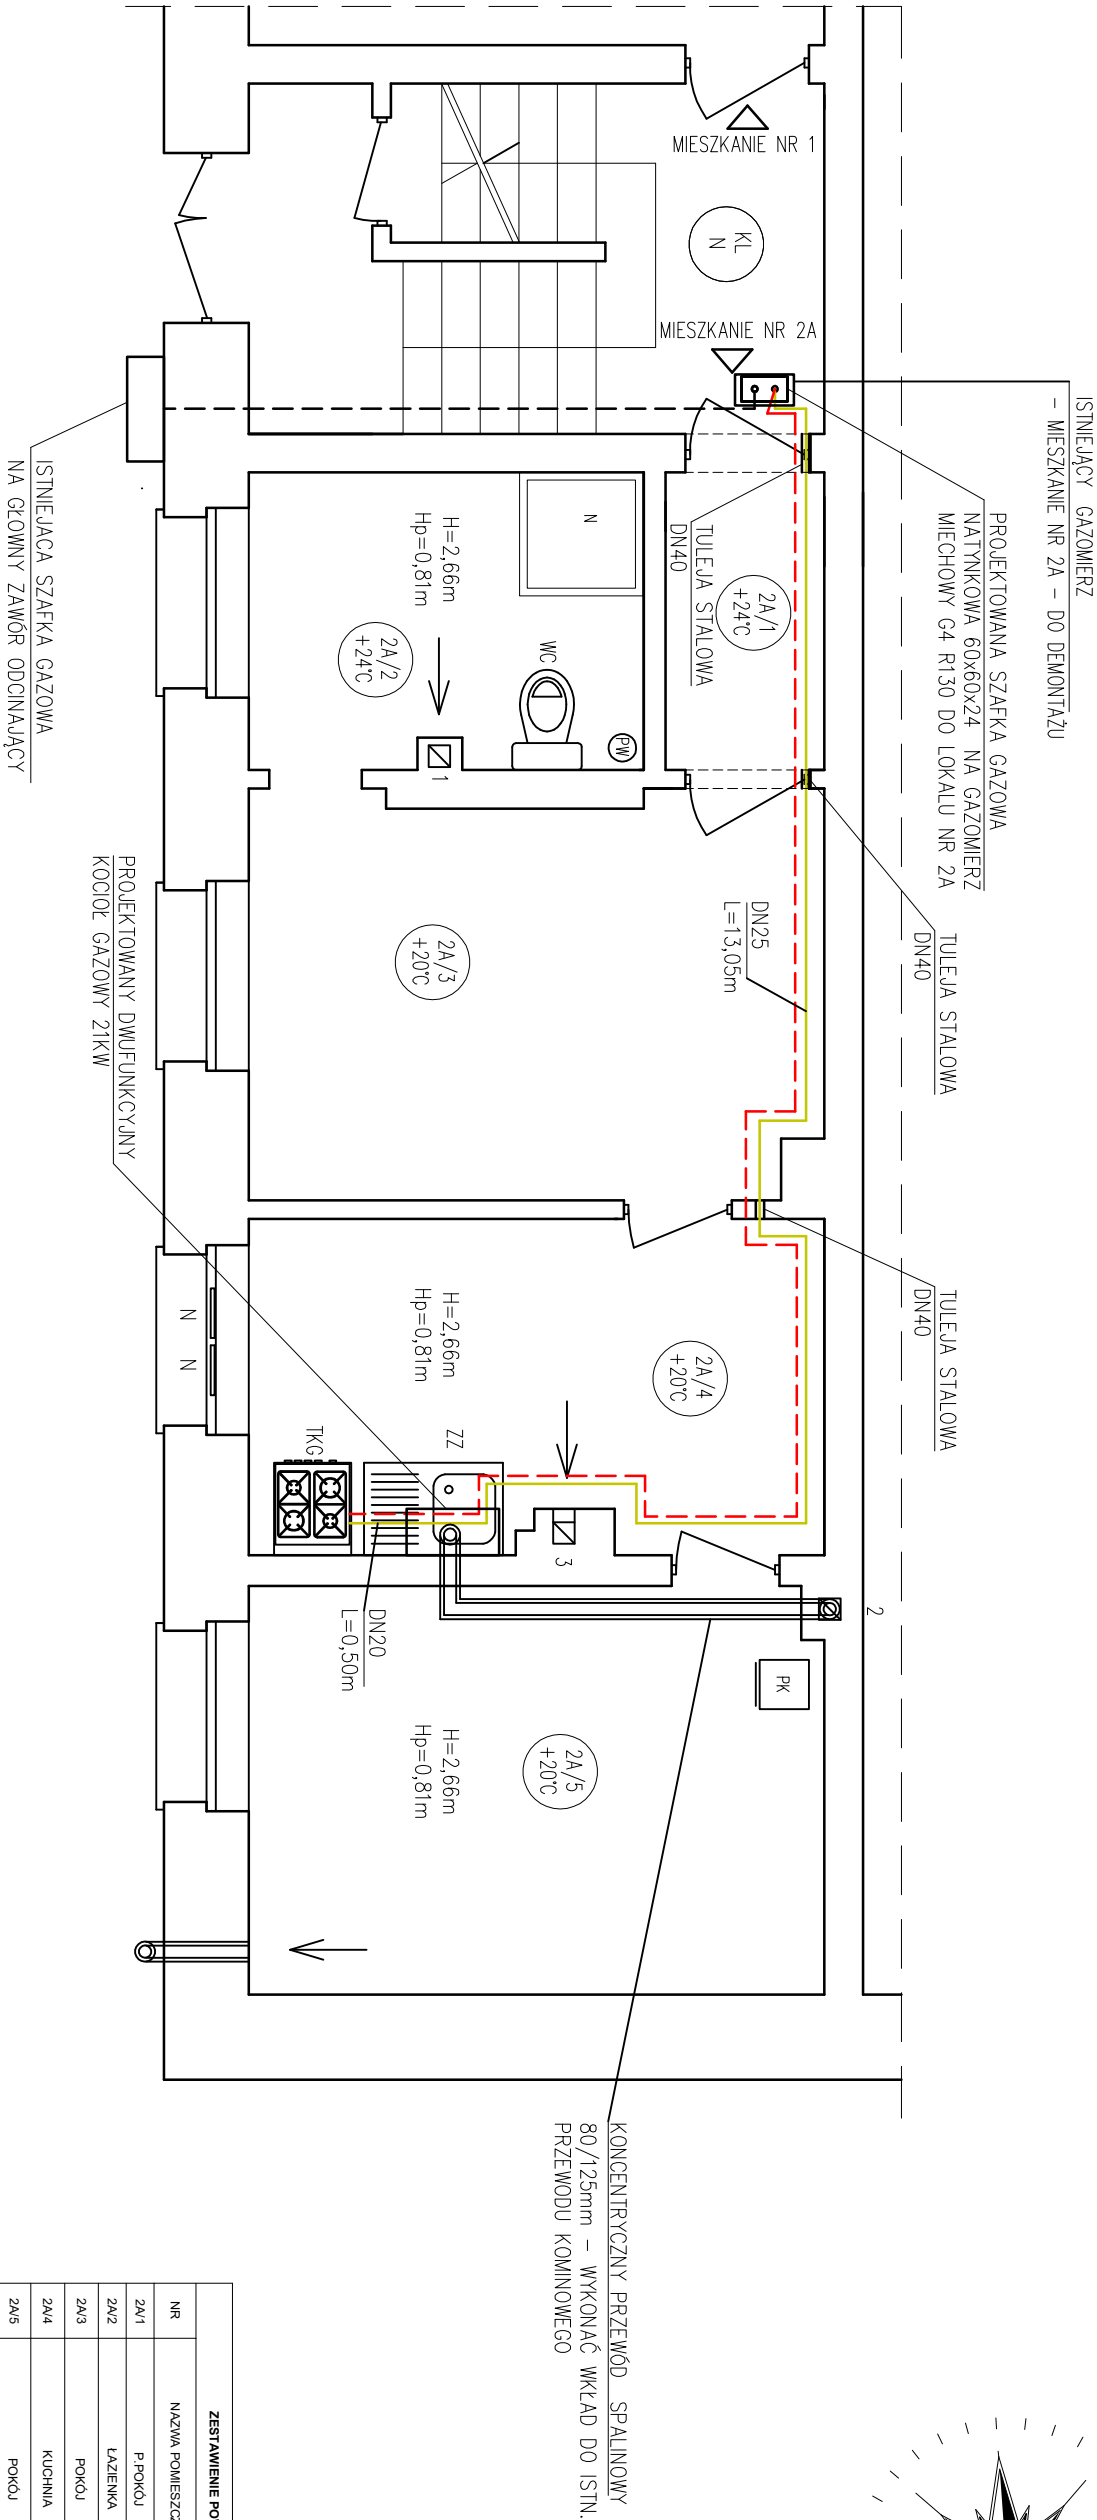 ISTNIEJĄCY GAZOMIERZ
- MIESZKANIE NR 2A - DO DEMONTAŻU
PROJEKTOWANA SZAFKA GAZOWA
NATYNKOWA 60x60x24 NA GAZOMIERZ
MIECHOWY G4 R130 DO LOKALU NR 2A
TULEJA STALOWA
DN40
TULEJA STALOWA
DN40
MIESZKANIE NR 1
KL
N
MIESZKANIE NR 2A
TULEJA STALOWA
DN40
2A/1
+24°C
N
H=2,66m
Hp=0,81m
2A/2
+24°C
WC
PW
1
DN25
L=13,05m
2A/3
+20°C
H=2,66m
Hp=0,81m
2A/4
+20°C
N
N
TKG
ZZ
3
2
DN20
L=0,50m
PK
H=2,66m
Hp=0,81m
2A/5
+20°C
ISTNIEJACA SZAFKA GAZOWA
NA GŁOWNY ZAWÓR ODCINAJĄCY
PROJEKTOWANY DWUFUNKCYJNY
KOCIOŁ GAZOWY 21KW
KONCENTRYCZNY PRZEWÓD SPALINOWY
80/125mm - WYKONAĆ WKŁAD DO ISTN.
PRZEWODU KOMINOWEGO
ZESTAWIENIE
NR NAZWA
2A/1 P.POKÓJ
2A/2 ŁAZIENKA
2A/3 POKÓJ
2A/4 KUCHNIA
2A/5 POKÓJ